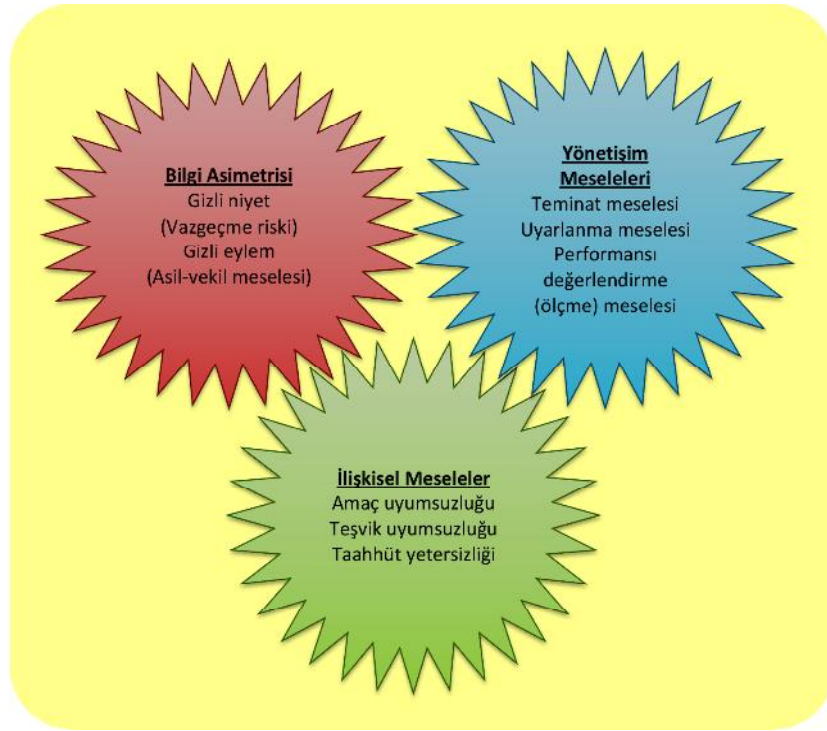 Bilgi Asimetrisi
Gizli niyet
(Vazgeçme riski)
Gizli eylem
(Asil-vekil meselesi)
Yönetişim
Meseleleri
Teminat meselesi
Uyarlanma meselesi
Performansı
değerlendirme
(ölçme) meselesi
İlişkisel Meseleler
Amaç uyumsuzluğu
Teşvik uyumsuzluğu
Taahhüt yetersizliği